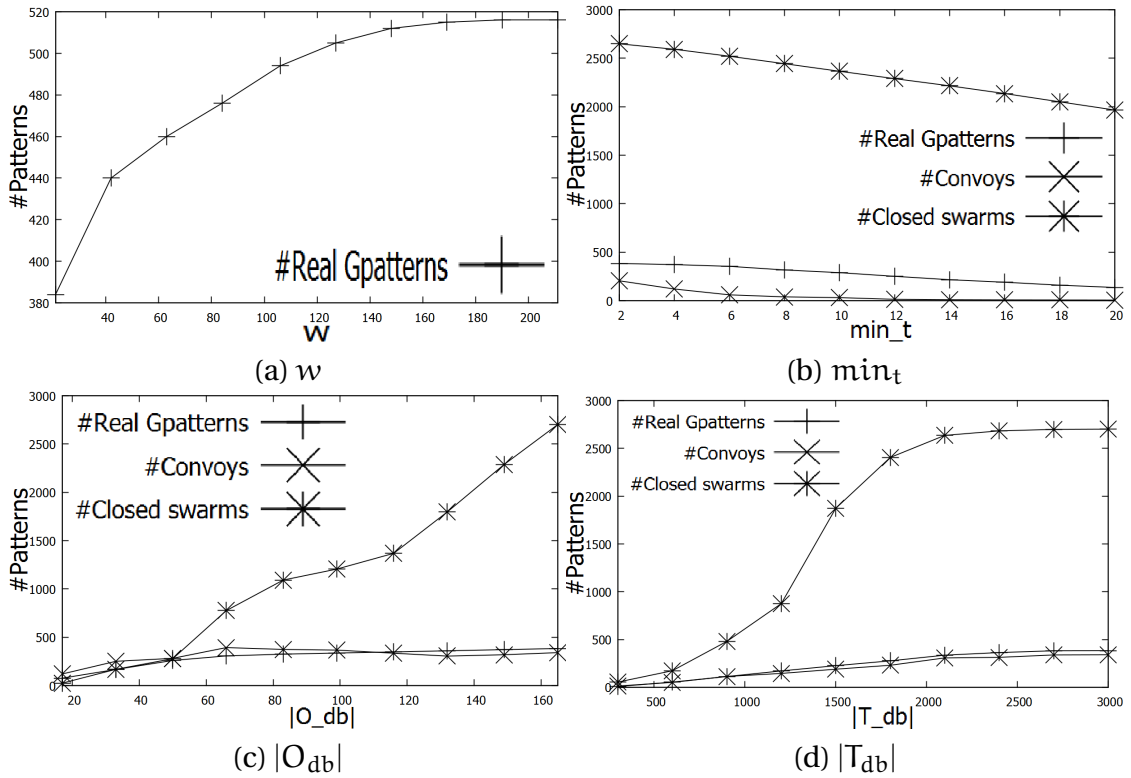 520
500
480
460
440
420
400
380
#Patterns
#Real Gpatterns
40 60 80 100 120 140 160 180 200
w
(a) w
3000
2500
2000
1500
1000
500
0
#Patterns
#Real Gpatterns
#Convoys
#Closed swarms
2 4 6 8 10 12 14 16 18 20
min_t
(b) min_t
3000
2500
2000
1500
1000
500
0
#Patterns
#Real Gpatterns
#Convoys
#Closed swarms
20 40 60 80 100 120 140 160
|O_db|
(c) |O_db|
3000
2500
2000
1500
1000
500
0
#Patterns
#Real Gpatterns
#Convoys
#Closed swarms
500 1000 1500 2000 2500 3000
|T_db|
(d) |T_db|